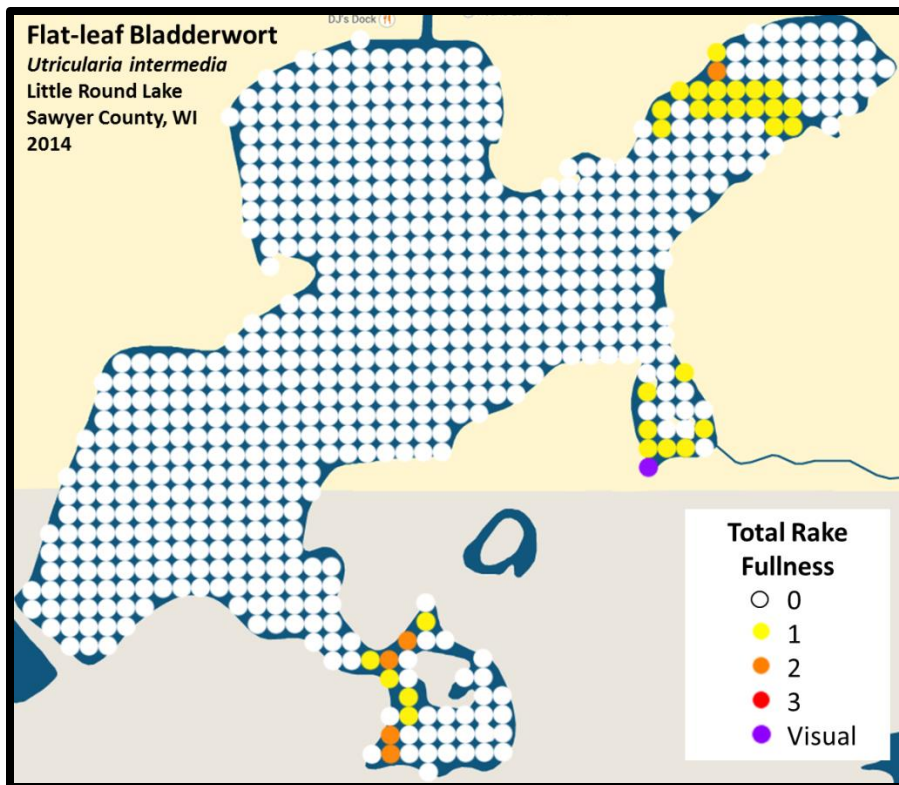 DJ's Dock
Flat-leaf Bladderwort
Utricularia intermedia
Little Round Lake
Sawyer County, WI
2014
Total Rake
Fullness
0
1
2
3
Visual